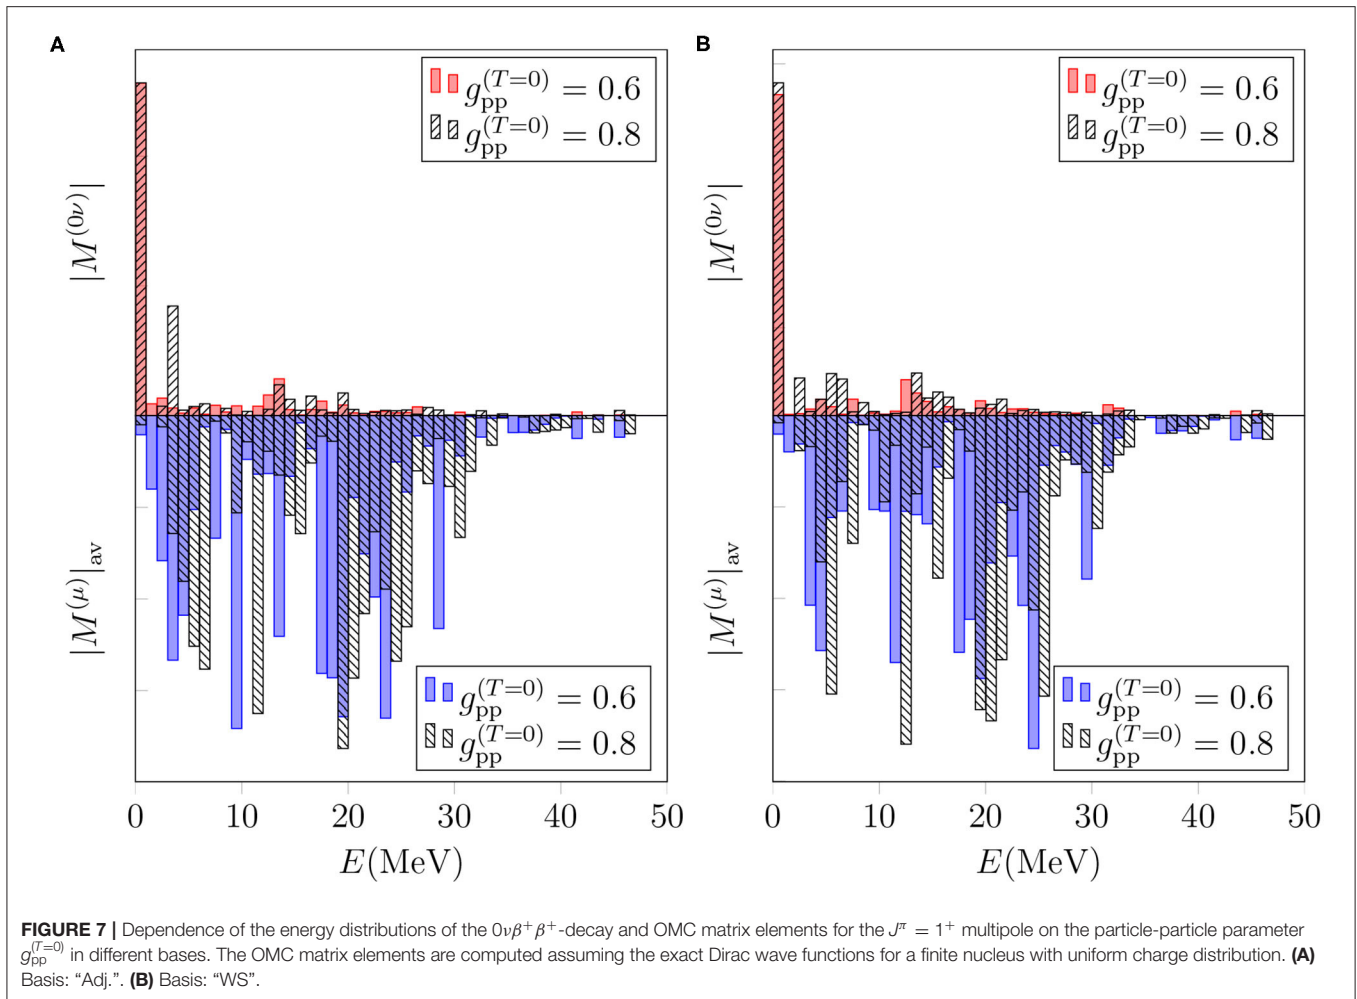 A
B
g_pp^(T=0) = 0.6
g_pp^(T=0) = 0.8
g_pp^(T=0) = 0.6
g_pp^(T=0) = 0.8
|M^(0ν)|
|M^(0ν)|
|M^(μ)|_av
|M^(μ)|_av
g_pp^(T=0) = 0.6
g_pp^(T=0) = 0.8
g_pp^(T=0) = 0.6
g_pp^(T=0) = 0.8
0 10 20 30 40 50
0 10 20 30 40 50
E(MeV)
E(MeV)
FIGURE 7 | Dependence of the energy distributions of the 0νβ⁺β⁺-decay and OMC matrix elements for the J^π = 1⁺ multipole on the particle-particle parameter
g_pp^(T=0) in different bases. The OMC matrix elements are computed assuming the exact Dirac wave functions for a finite nucleus with uniform charge distribution. (A)
Basis: “Adj.”. (B) Basis: “WS”.